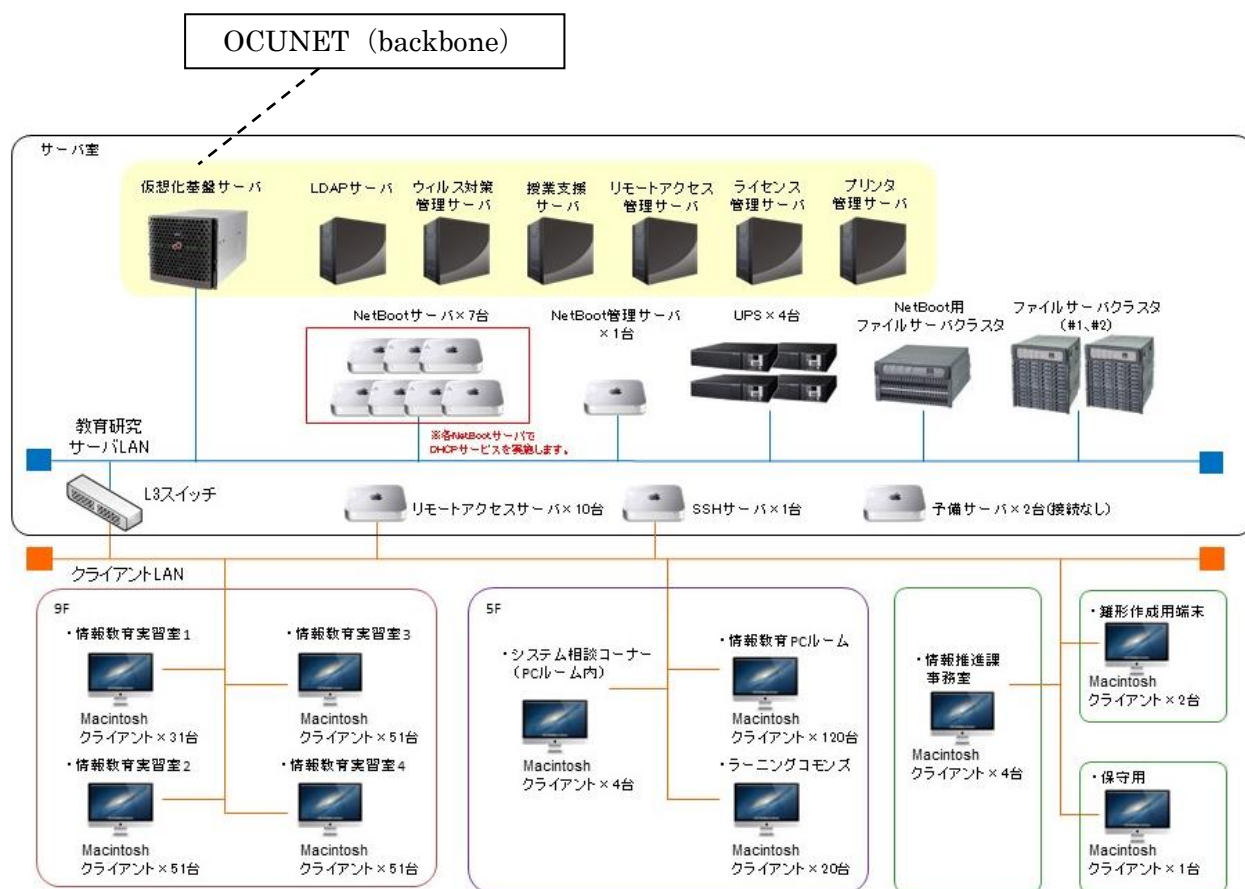 OCUNET（backbone）
サーバ室
仮想化基盤サーバ
LDAPサーバ
ウィルス対策
管理サーバ
授業支援
サーバ
リモートアクセス
管理サーバ
ライセンス
管理サーバ
プリンタ
管理サーバ
NetBootサーバ×7台
NetBoot管理サーバ
×1台
UPS×4台
NetBoot用
ファイルサーバクラスタ
ファイルサーバクラスタ
(#1、#2)
※各NetBootサーバで
DHCPサービスを実施します。
教育研究
サーバLAN
L3スイッチ
リモートアクセスサーバ×10台
SSHサーバ×1台
予備サーバ×2台(接続なし)
クライアントLAN
9F
・情報教育実習室1
Macintosh
クライアント×31台
・情報教育実習室3
Macintosh
クライアント×51台
・情報教育実習室2
Macintosh
クライアント×51台
・情報教育実習室4
Macintosh
クライアント×51台
5F
・システム相談コーナー
（PCルーム内）
Macintosh
クライアント×4台
・情報教育PCルーム
Macintosh
クライアント×120台
・ラーニングコモンズ
Macintosh
クライアント×20台
・情報推進課
事務室
Macintosh
クライアント×4台
・雛形作成用端末
Macintosh
クライアント×2台
・保守用
Macintosh
クライアント×1台